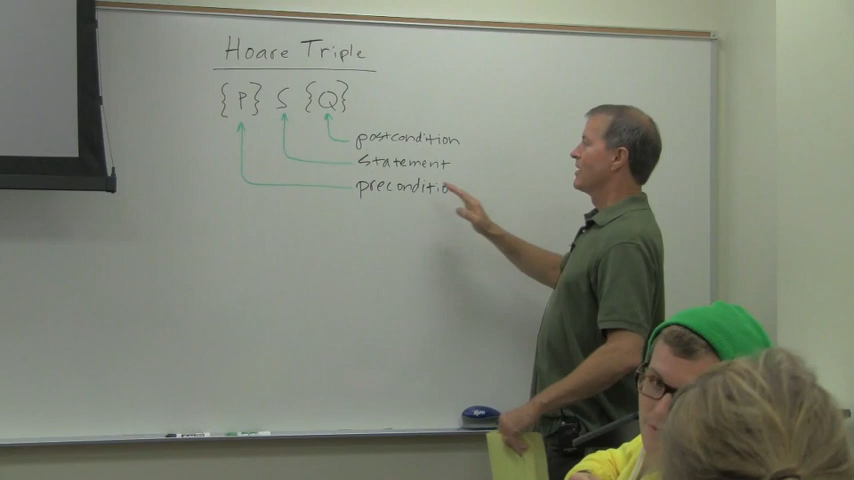 Hoare Triple
{P} S {Q}
postcondition
statement
preconditio